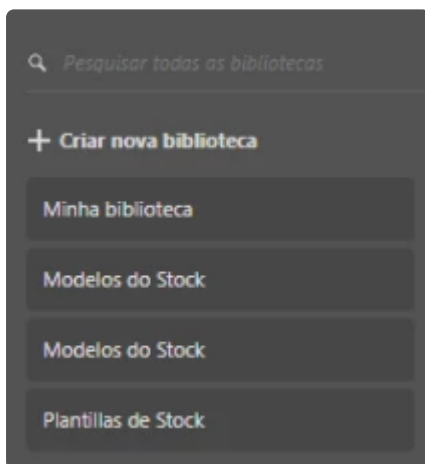 Pesquisar todas as bibliotecas
Criar nova biblioteca
Minha biblioteca
Modelos do Stock
Modelos do Stock
Plantillas de Stock